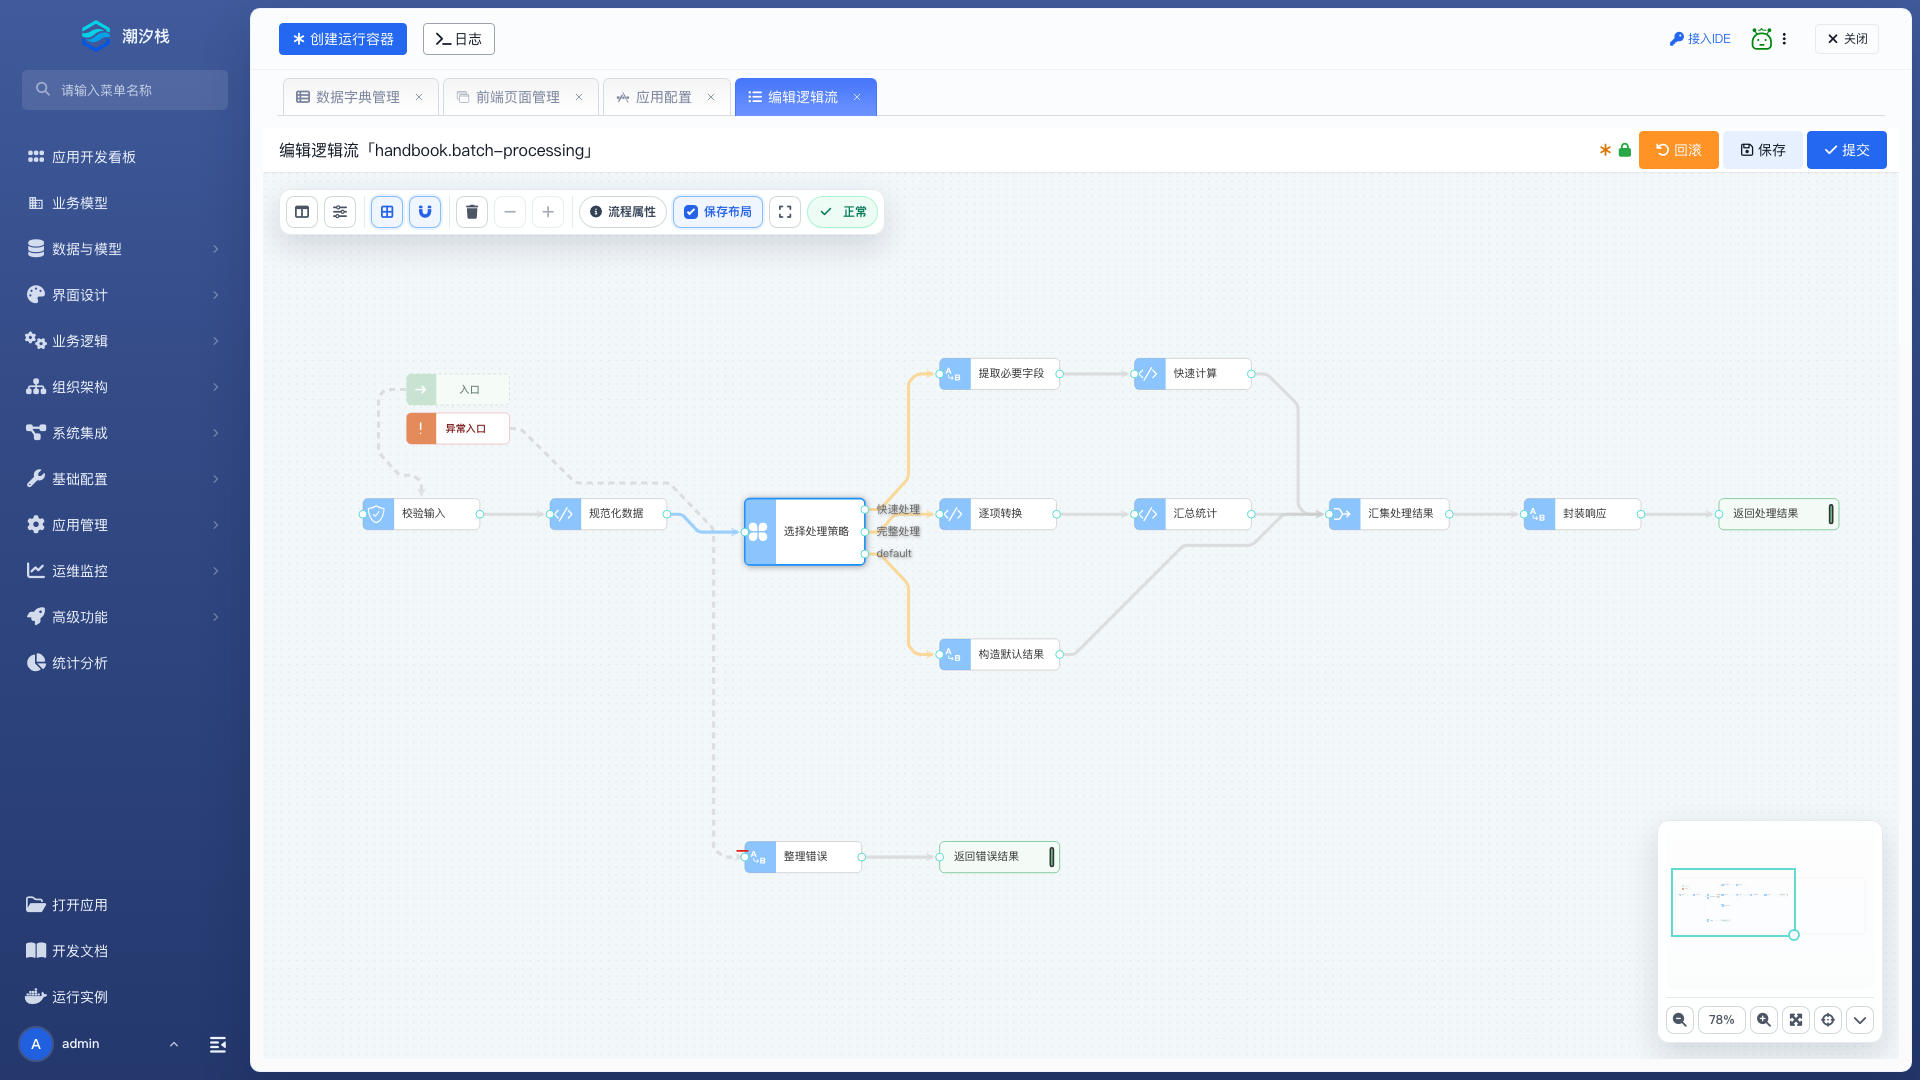 潮汐栈
请输入菜单名称
应用开发看板
业务模型
数据与模型
界面设计
业务逻辑
组织架构
系统集成
基础配置
应用管理
运维监控
高级功能
统计分析
打开应用
开发文档
运行实例
A admin
创建运行容器 日志 接入IDE 关闭
数据字典管理 前端页面管理 应用配置 编辑逻辑流
编辑逻辑流「handbook.batch-processing」 回滚 保存 提交
流程属性 保存布局 正常
入口
异常入口
校验输入
规范化数据
选择处理策略
快速处理
完整处理
default
提取必要字段
快速计算
逐项转换
汇总统计
汇集处理结果
封装响应
返回处理结果
构造默认结果
整理错误
返回错误结果
78%